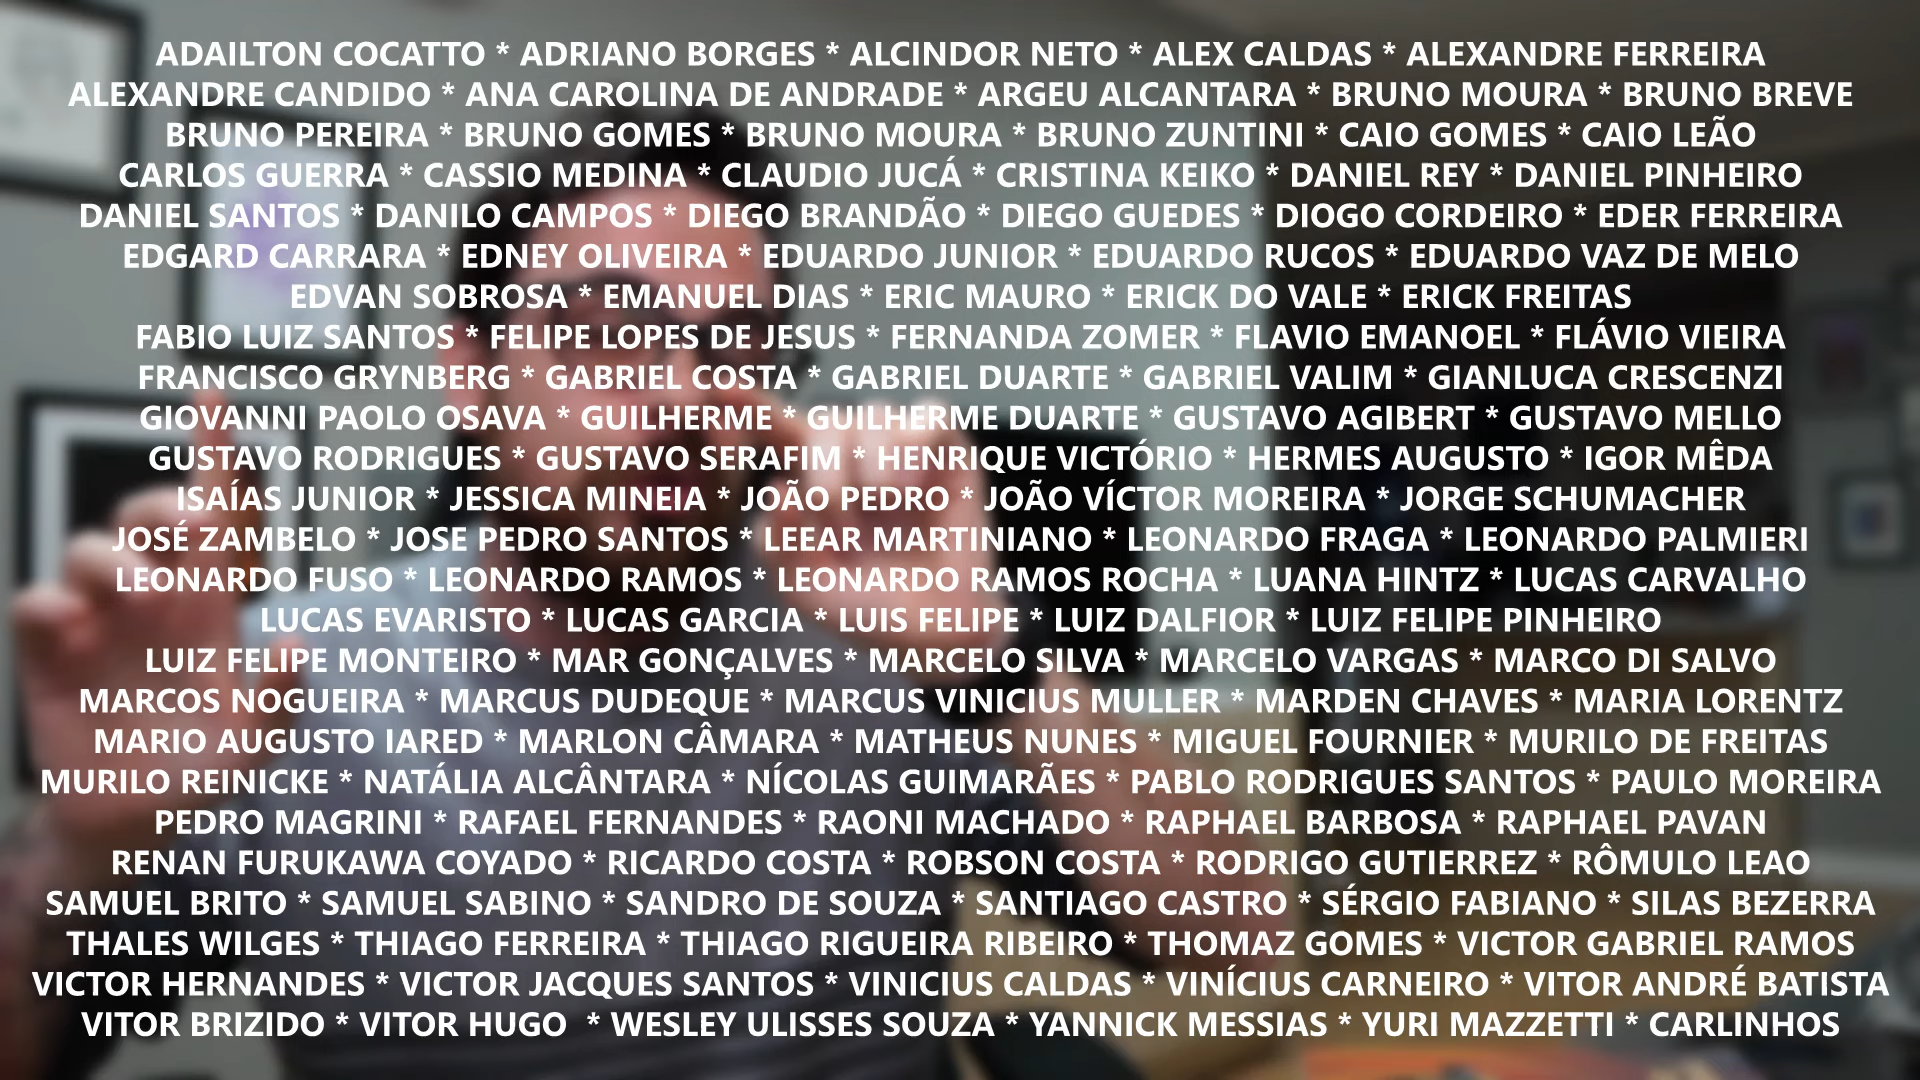 ADAILTON COCATTO * ADRIANO BORGES * ALCINDOR NETO * ALEX CALDAS * ALEXANDRE FERREIRA
ALEXANDRE CANDIDO * ANA CAROLINA DE ANDRADE * ARGEU ALCANTARA * BRUNO MOURA * BRUNO BREVE
BRUNO PEREIRA * BRUNO GOMES * BRUNO MOURA * BRUNO ZUNTINI * CAIO GOMES * CAIO LEÃO
CARLOS GUERRA * CASSIO MEDINA * CLAUDIO JUCÁ * CRISTINA KEIKO * DANIEL REY * DANIEL PINHEIRO
DANIEL SANTOS * DANILO CAMPOS * DIEGO BRANDÃO * DIEGO GUEDES * DIOGO CORDEIRO * EDER FERREIRA
EDGARD CARRARA * EDNEY OLIVEIRA * EDUARDO JUNIOR * EDUARDO RUCOS * EDUARDO VAZ DE MELO
EDVAN SOBROSA * EMANUEL DIAS * ERIC MAURO * ERICK DO VALE * ERICK FREITAS
FABIO LUIZ SANTOS * FELIPE LOPES DE JESUS * FERNANDA ZOMER * FLAVIO EMANOEL * FLÁVIO VIEIRA
FRANCISCO GRYNBERG * GABRIEL COSTA * GABRIEL DUARTE * GABRIEL VALIM * GIANLUCA CRESCENZI
GIOVANNI PAOLO OSAVA * GUILHERME * GUILHERME DUARTE * GUSTAVO AGIBERT * GUSTAVO MELLO
GUSTAVO RODRIGUES * GUSTAVO SERAFIM * HENRIQUE VICTÓRIO * HERMES AUGUSTO * IGOR MÊDA
ISAÍAS JUNIOR * JESSICA MINEIA * JOÃO PEDRO * JOÃO VÍCTOR MOREIRA * JORGE SCHUMACHER
JOSÉ ZAMBELO * JOSE PEDRO SANTOS * LEEAR MARTINIANO * LEONARDO FRAGA * LEONARDO PALMIERI
LEONARDO FUSO * LEONARDO RAMOS * LEONARDO RAMOS ROCHA * LUANA HINTZ * LUCAS CARVALHO
LUCAS EVARISTO * LUCAS GARCIA * LUIS FELIPE * LUIZ DALFIOR * LUIZ FELIPE PINHEIRO
LUIZ FELIPE MONTEIRO * MAR GONÇALVES * MARCELO SILVA * MARCELO VARGAS * MARCO DI SALVO
MARCOS NOGUEIRA * MARCUS DUDEQUE * MARCUS VINICIUS MULLER * MARDEN CHAVES * MARIA LORENTZ
MARIO AUGUSTO IARED * MARLON CÂMARA * MATHEUS NUNES * MIGUEL FOURNIER * MURILO DE FREITAS
MURILO REINICKE * NATÁLIA ALCÂNTARA * NÍCOLAS GUIMARÃES * PABLO RODRIGUES SANTOS * PAULO MOREIRA
PEDRO MAGRINI * RAFAEL FERNANDES * RAONI MACHADO * RAPHAEL BARBOSA * RAPHAEL PAVAN
RENAN FURUKAWA COYADO * RICARDO COSTA * ROBSON COSTA * RODRIGO GUTIERREZ * RÔMULO LEAO
SAMUEL BRITO * SAMUEL SABINO * SANDRO DE SOUZA * SANTIAGO CASTRO * SÉRGIO FABIANO * SILAS BEZERRA
THALES WILGES * THIAGO FERREIRA * THIAGO RIGUEIRA RIBEIRO * THOMAZ GOMES * VICTOR GABRIEL RAMOS
VICTOR HERNANDES * VICTOR JACQUES SANTOS * VINICIUS CALDAS * VINÍCIUS CARNEIRO * VITOR ANDRÉ BATISTA
VITOR BRIZIDO * VITOR HUGO * WESLEY ULISSES SOUZA * YANNICK MESSIAS * YURI MAZZETTI * CARLINHOS